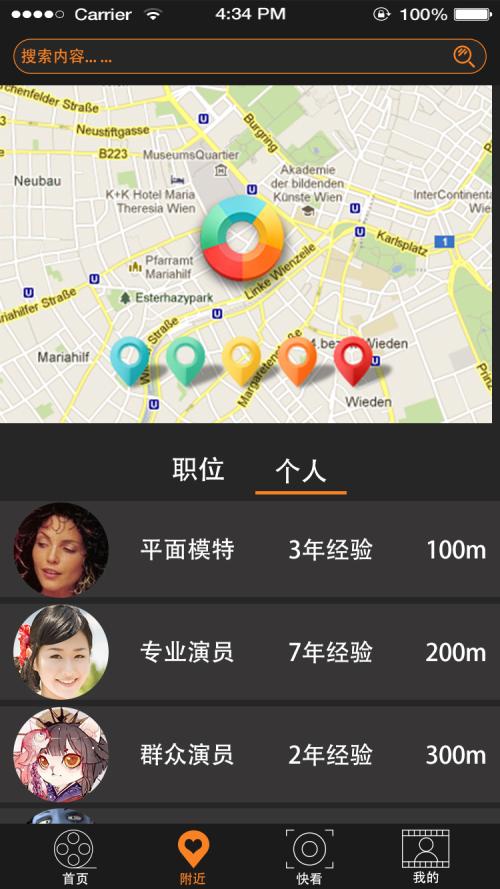 Carrier 4:34 PM 100%
搜索内容... ...
chenfelder Straße
Neustiftgasse
B223
MuseumsQuartier
Burgring
Neubau
K+K Hotel Maria
Theresia Wien
Akademie
der bildenden
Künste Wien
InterContinenta
Wie
Karlsplatz
1
Pfarramt
Mariahilf
Esterhazypark
Linke Wienzeile
riahilfer Straße
Mariahilf
Margaretenstraße
Wieden
Wieden
职位 个人
平面模特 3年经验 100m
专业演员 7年经验 200m
群众演员 2年经验 300m
首页 附近 快看 我的